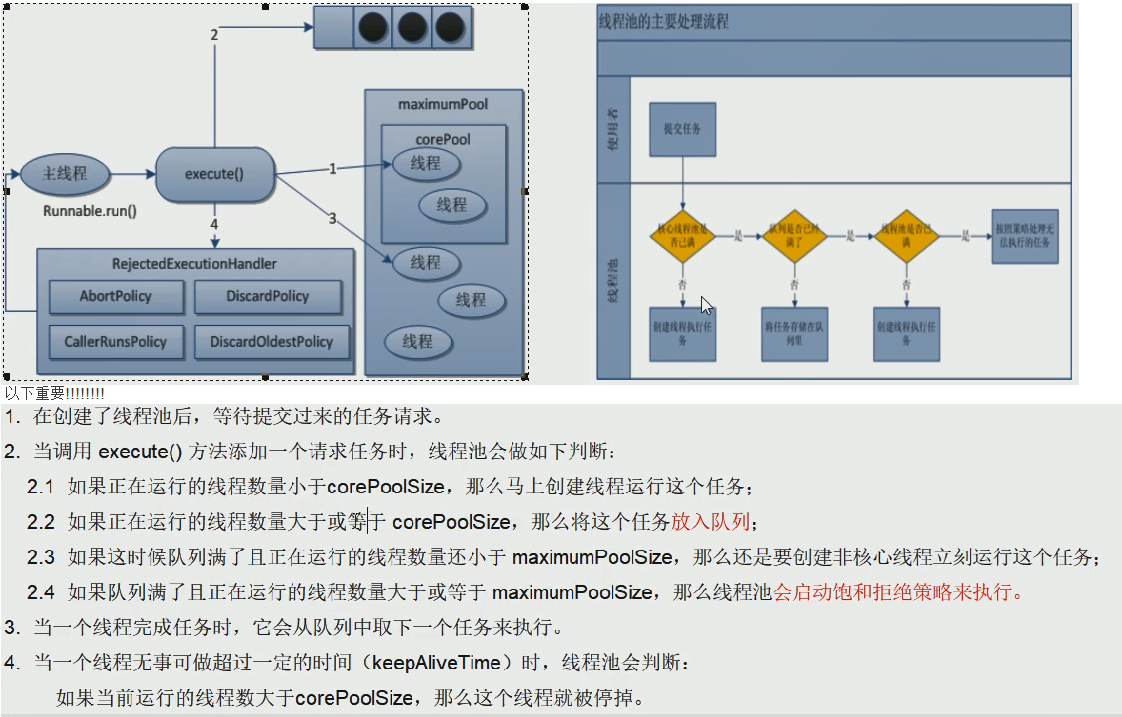 2
maximumPool
corePool
线程
1
线程
主线程
execute()
Runnable.run()
3
4
线程
线程
线程
RejectedExecutionHandler
AbortPolicy
DiscardPolicy
CallerRunsPolicy
DiscardOldestPolicy
线程池的主要处理流程
使用者
提交任务
线程池
核心线程池是否已满
是
队列是否已经满了
是
线程池是否已满
是
按照策略处理无法执行的任务
否
否
否
创建线程执行任务
将任务存储在队列里
创建线程执行任务
以下重要!!!!!!!!
1. 在创建了线程池后，等待提交过来的任务请求。
2. 当调用 execute() 方法添加一个请求任务时，线程池会做如下判断：
2.1 如果正在运行的线程数量小于corePoolSize，那么马上创建线程运行这个任务；
2.2 如果正在运行的线程数量大于或等于 corePoolSize，那么将这个任务放入队列；
2.3 如果这时候队列满了且正在运行的线程数量还小于 maximumPoolSize，那么还是要创建非核心线程立刻运行这个任务；
2.4 如果队列满了且正在运行的线程数量大于或等于 maximumPoolSize，那么线程池会启动饱和拒绝策略来执行。
3. 当一个线程完成任务时，它会从队列中取下一个任务来执行。
4. 当一个线程无事可做超过一定的时间（keepAliveTime）时，线程池会判断：
如果当前运行的线程数大于corePoolSize，那么这个线程就被停掉。